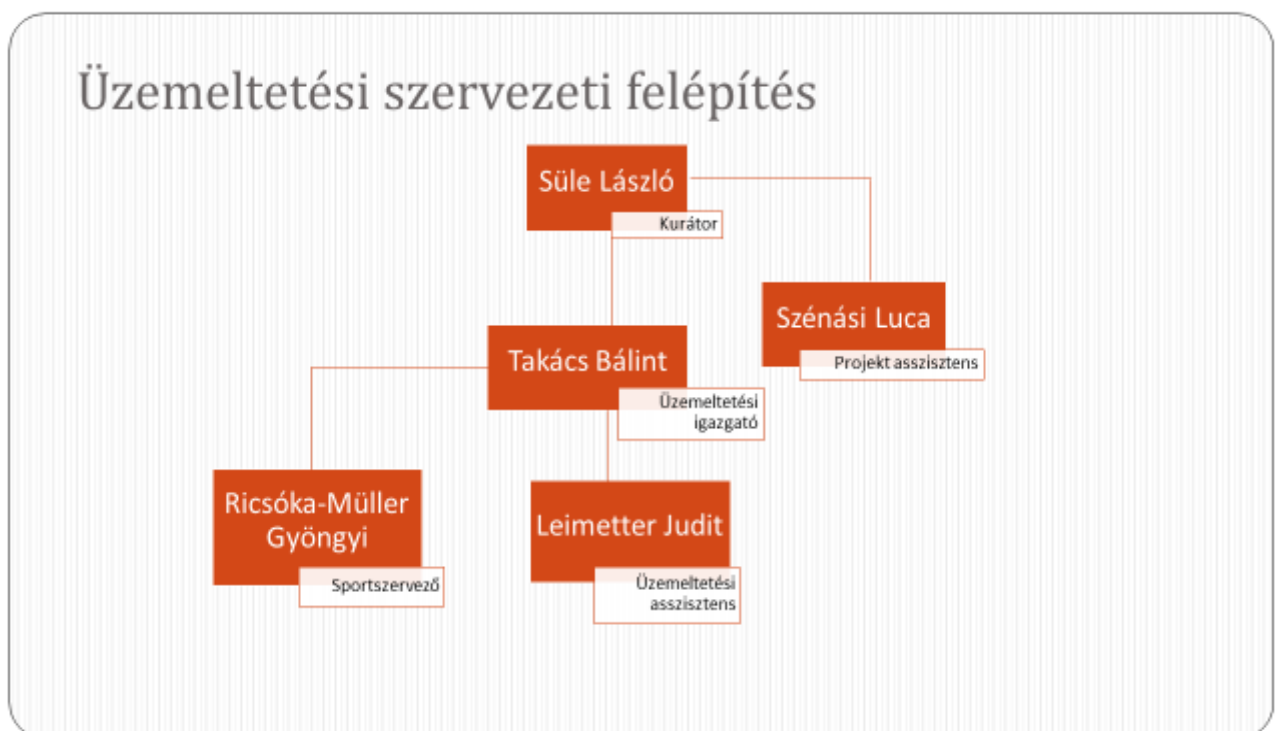 Üzemeltetési szervezeti felépítés
Süle László
Kurátor
Szénási Luca
Projekt asszisztens
Takács Bálint
Üzemeltetési
igazgató
Ricsóka-Müller
Gyöngyi
Sportszervező
Leimetter Judit
Üzemeltetési
asszisztens